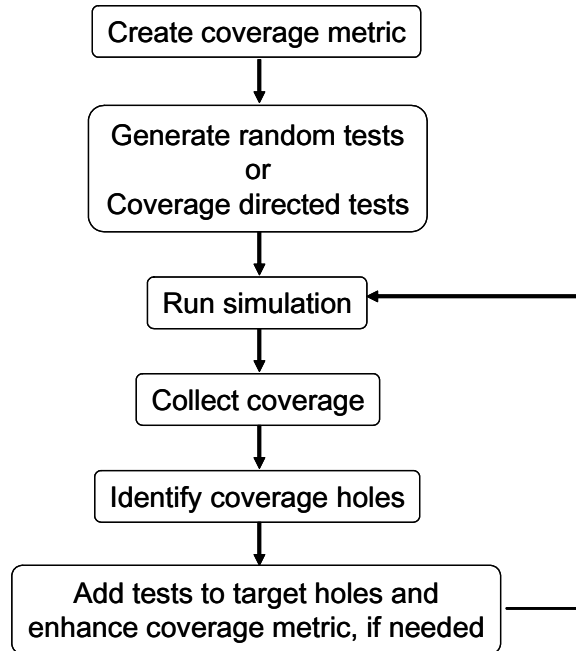 Create coverage metric
Generate random tests
or
Coverage directed tests
Run simulation
Collect coverage
Identify coverage holes
Add tests to target holes and
enhance coverage metric, if needed